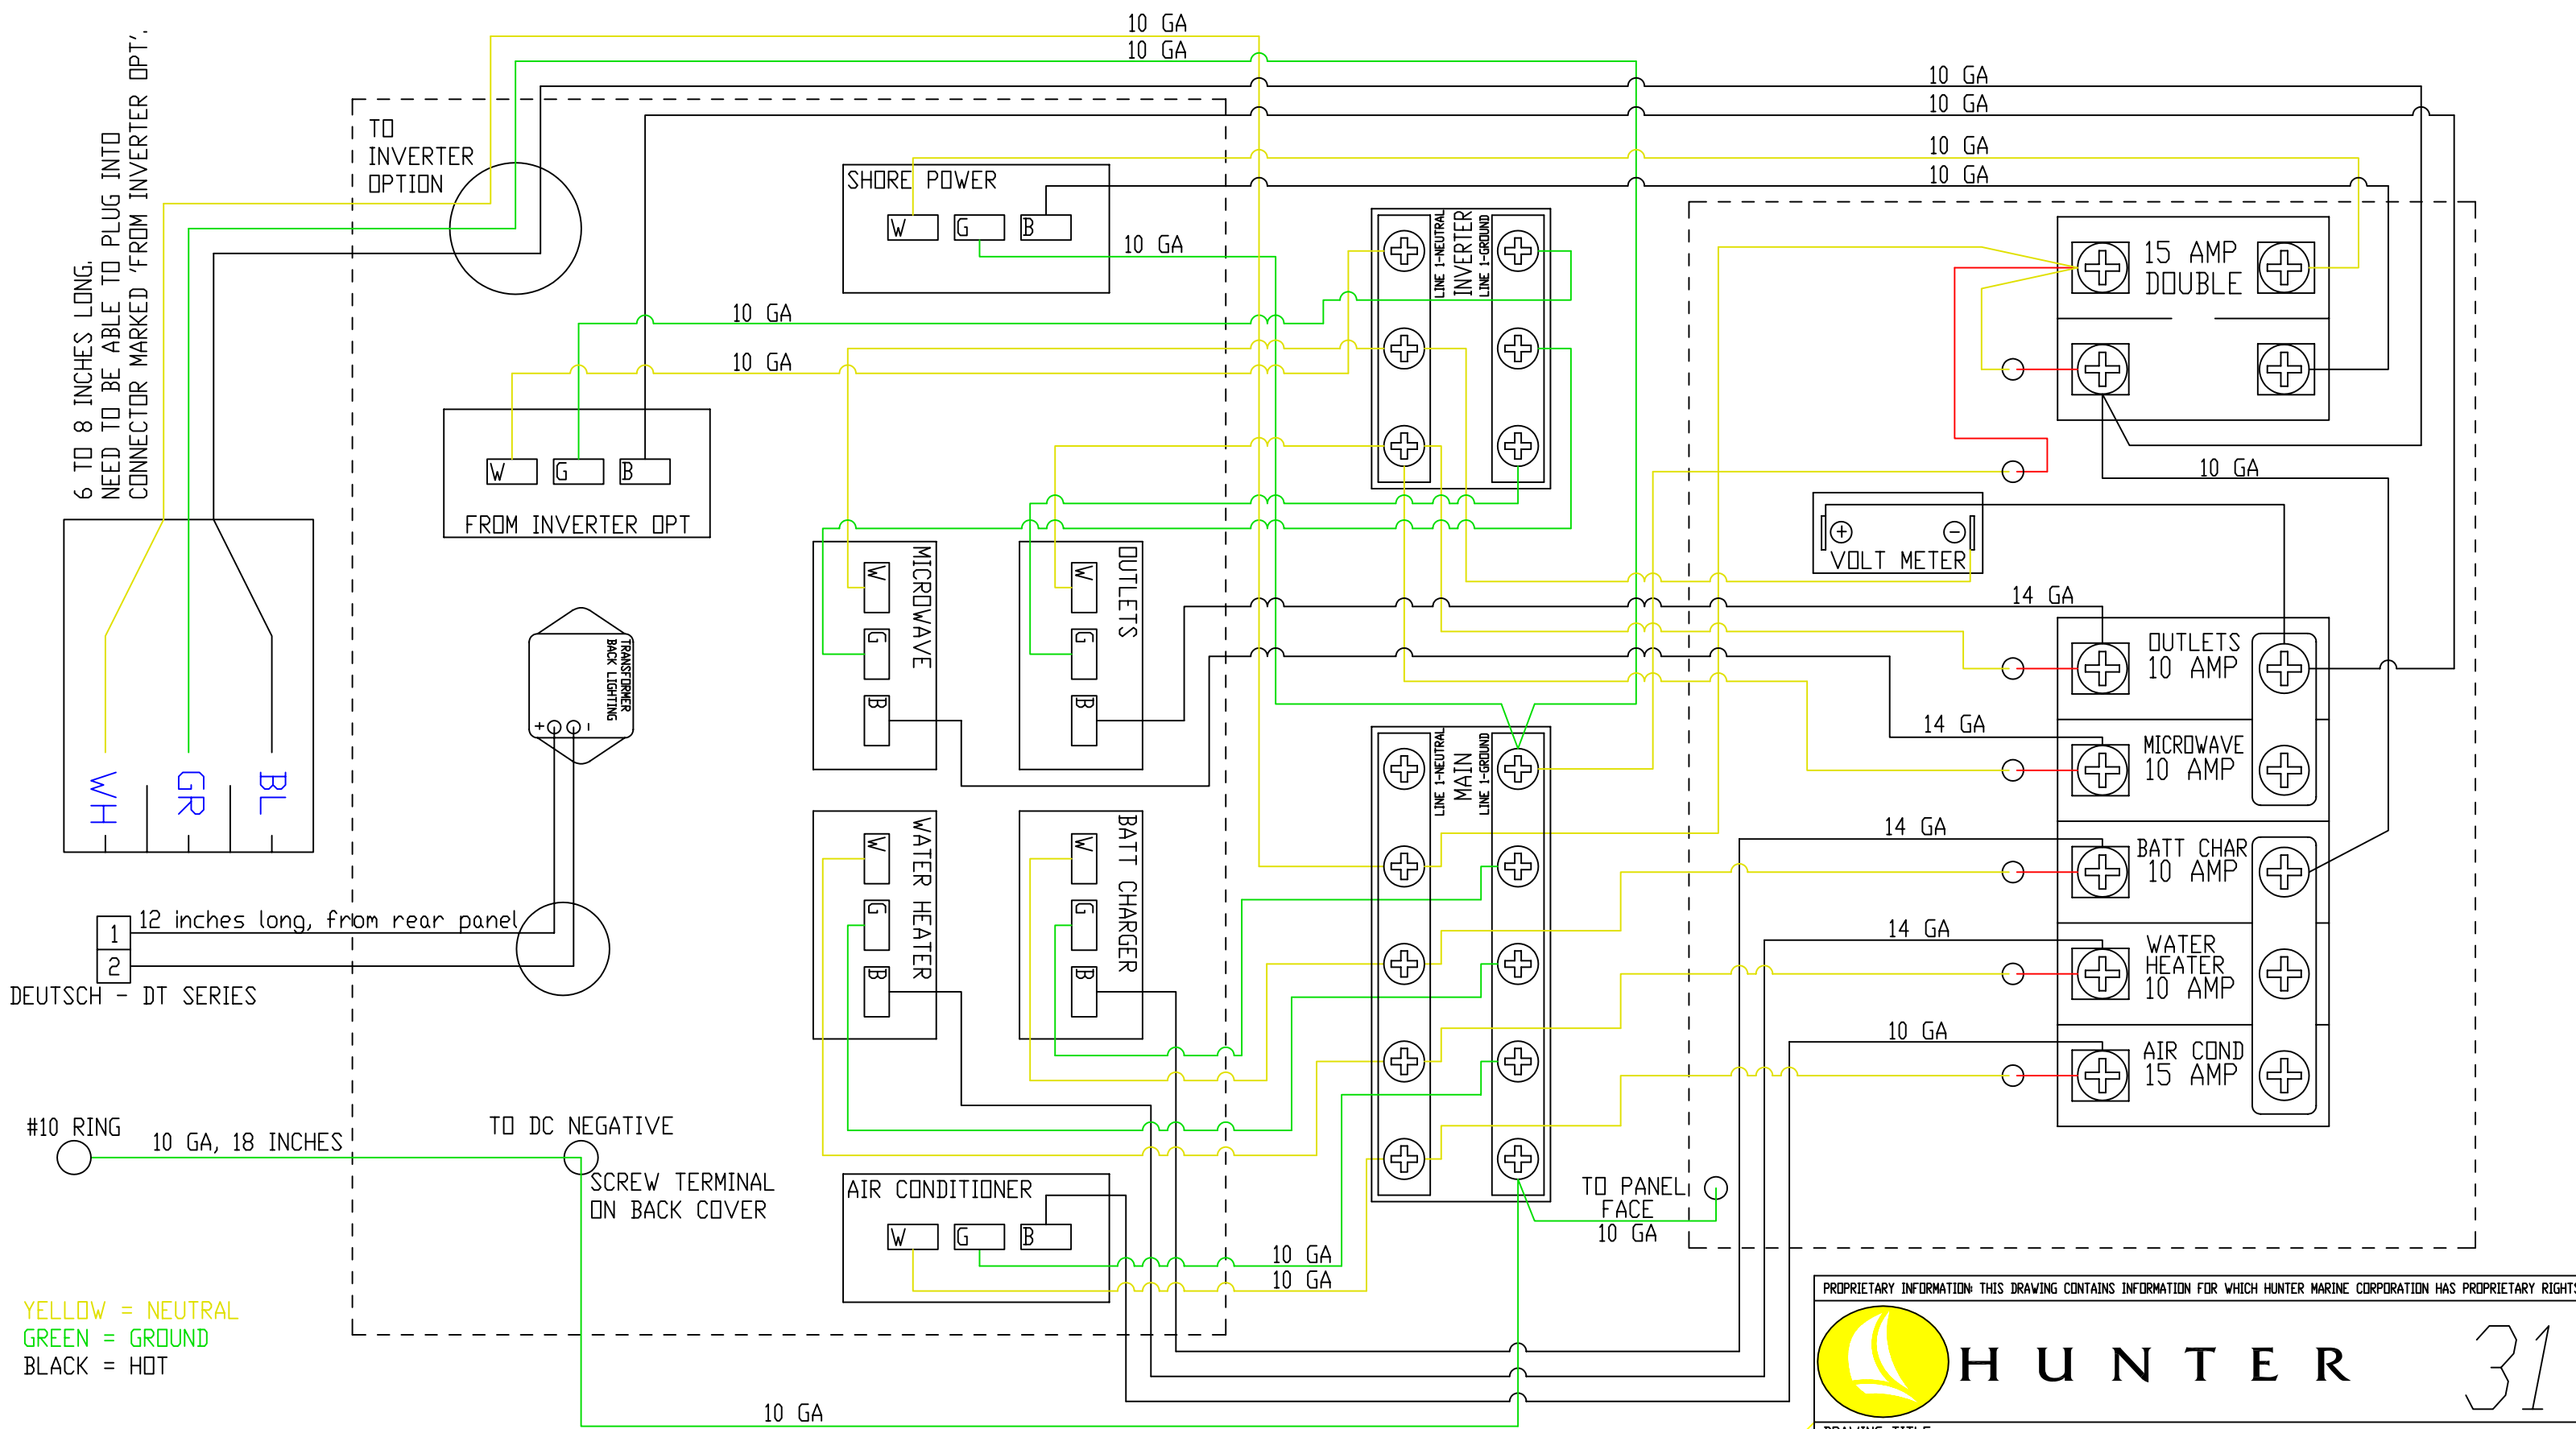 10 GA
10 GA
10 GA
10 GA
10 GA
10 GA
6 TO 8 INCHES LONG.
NEED TO BE ABLE TO PLUG INTO
CONNECTOR MARKED 'FROM INVERTER OPT'.
TO
INVERTER
OPTION
SHORE POWER
W
G
B
10 GA
10 GA
10 GA
W
G
B
FROM INVERTER OPT
LINE 1-NEUTRAL
INVERTER
LINE 1-GROUND
15 AMP
DOUBLE
10 GA
+
-
VOLT METER
MICROWAVE
W
G
B
OUTLETS
W
G
B
TRANSFORMER
BACK LIGHTING
+
-
WH
GR
BL
14 GA
OUTLETS
10 AMP
14 GA
MICROWAVE
10 AMP
14 GA
BATT CHAR
10 AMP
14 GA
WATER
HEATER
10 AMP
10 GA
AIR COND
15 AMP
LINE 1-NEUTRAL
MAIN
LINE 1-GROUND
WATER HEATER
W
G
B
BATT CHARGER
W
G
B
1
2
12 inches long, from rear panel
DEUTSCH - DT SERIES
#10 RING
10 GA, 18 INCHES
TO DC NEGATIVE
SCREW TERMINAL
ON BACK COVER
AIR CONDITIONER
W
G
B
10 GA
10 GA
TO PANEL
FACE
10 GA
YELLOW = NEUTRAL
GREEN = GROUND
BLACK = HOT
10 GA
PROPRIETARY INFORMATION: THIS DRAWING CONTAINS INFORMATION FOR WHICH HUNTER MARINE CORPORATION HAS PROPRIETARY RIGHTS
HUNTER
31
DRAWING TITLE